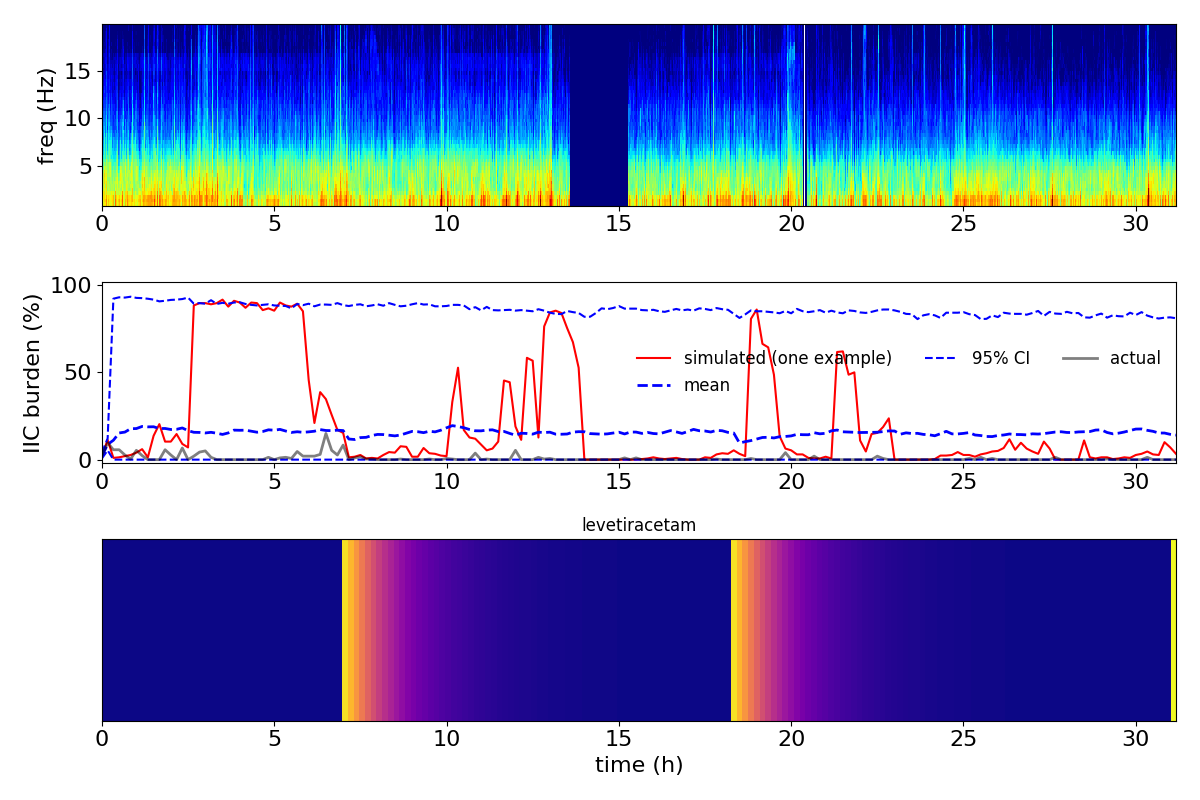 freq (Hz)
15
10
5
0 5 10 15 20 25 30
IIC burden (%)
100
50
0
simulated (one example)
mean
95% CI
actual
0 5 10 15 20 25 30
levetiracetam
0 5 10 15 20 25 30
time (h)